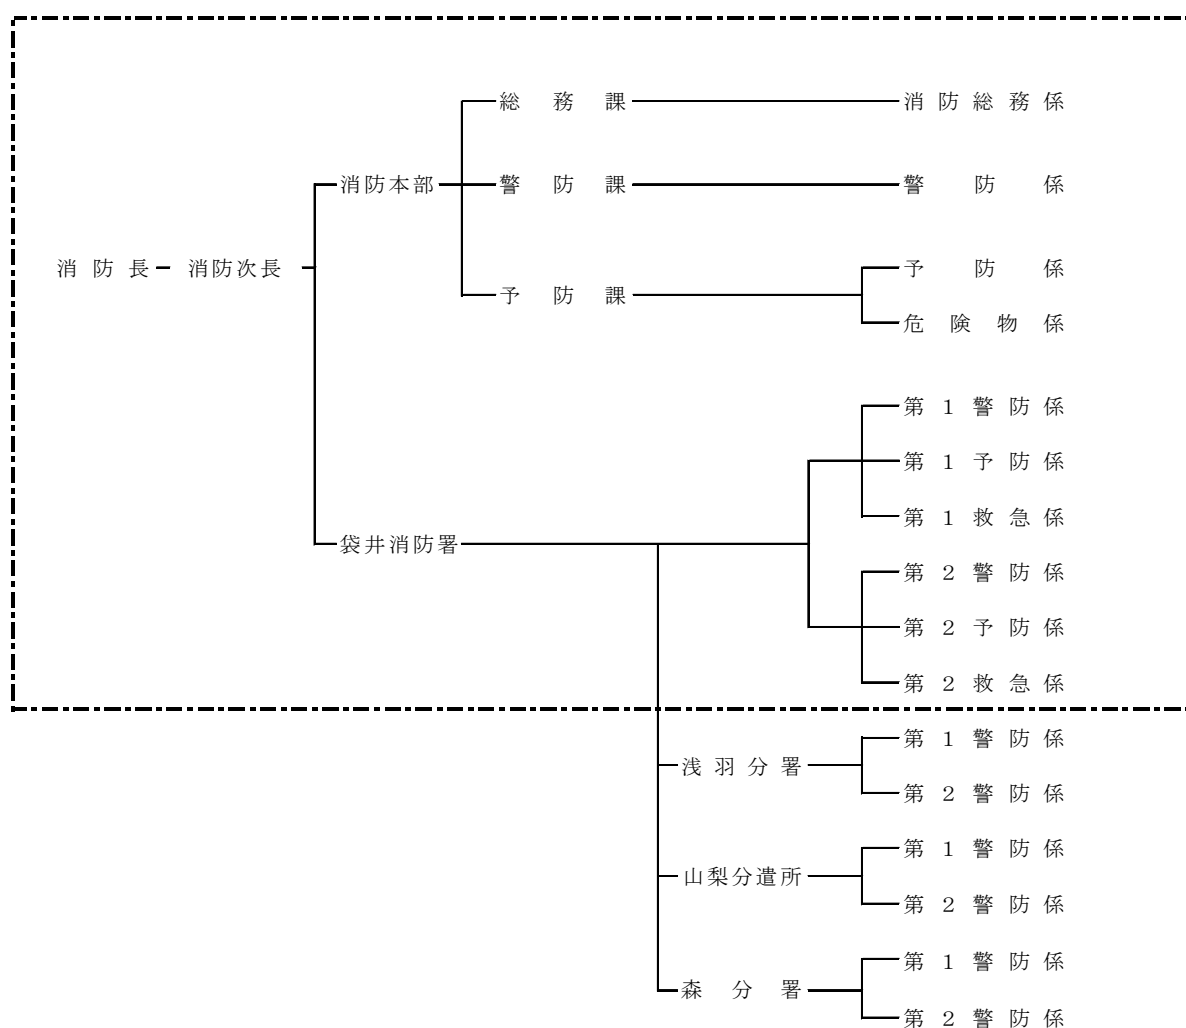 総務課 消防総務係
消防本部 警防課 警防係
消防長 消防次長 予防係
予防課
危険物係
第1警防係
第1予防係
第1救急係
袋井消防署
第2警防係
第2予防係
第2救急係
第1警防係
浅羽分署
第2警防係
第1警防係
山梨分遣所
第2警防係
第1警防係
森分署
第2警防係